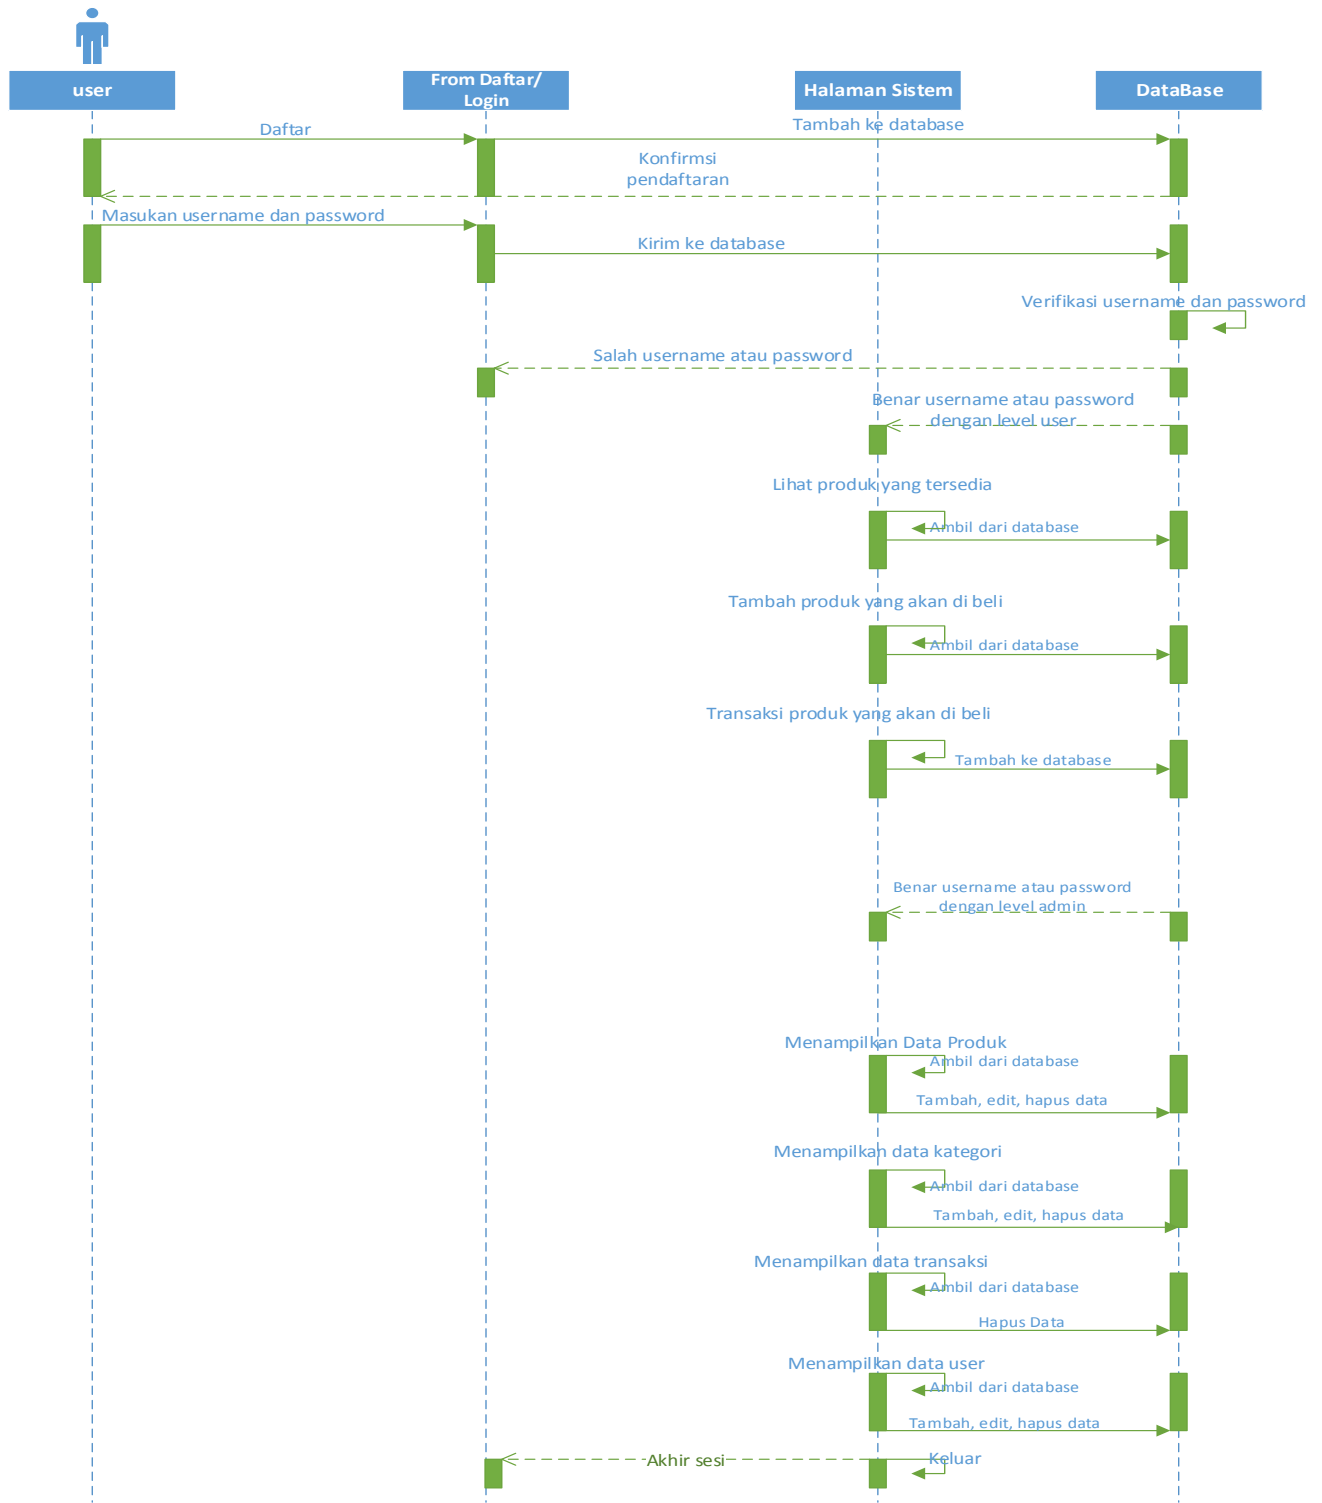 user
From Daftar/
Login
Halaman Sistem
DataBase
Daftar
Tambah ke database
Konfirmsi
pendaftaran
Masukan username dan password
Kirim ke database
Verifikasi username dan password
Salah username atau password
Benar username atau password
dengan level user
Lihat produk yang tersedia
Ambil dari database
Tambah produk yang akan di beli
Ambil dari database
Transaksi produk yang akan di beli
Tambah ke database
Benar username atau password
dengan level admin
Menampilkan Data Produk
Ambil dari database
Tambah, edit, hapus data
Menampilkan data kategori
Ambil dari database
Tambah, edit, hapus data
Menampilkan data transaksi
Ambil dari database
Hapus Data
Menampilkan data user
Ambil dari database
Tambah, edit, hapus data
Akhir sesi
Keluar